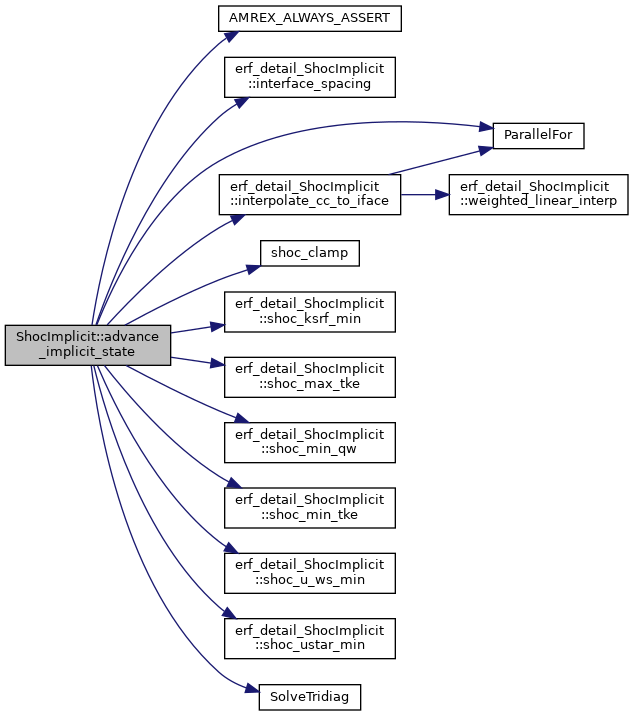 AMREX_ALWAYS_ASSERT
erf_detail_ShocImplicit
::interface_spacing
ParallelFor
erf_detail_ShocImplicit
::interpolate_cc_to_iface
erf_detail_ShocImplicit
::weighted_linear_interp
shoc_clamp
erf_detail_ShocImplicit
::shoc_ksrf_min
ShocImplicit::advance
_implicit_state
erf_detail_ShocImplicit
::shoc_max_tke
erf_detail_ShocImplicit
::shoc_min_qw
erf_detail_ShocImplicit
::shoc_min_tke
erf_detail_ShocImplicit
::shoc_u_ws_min
erf_detail_ShocImplicit
::shoc_ustar_min
SolveTridiag